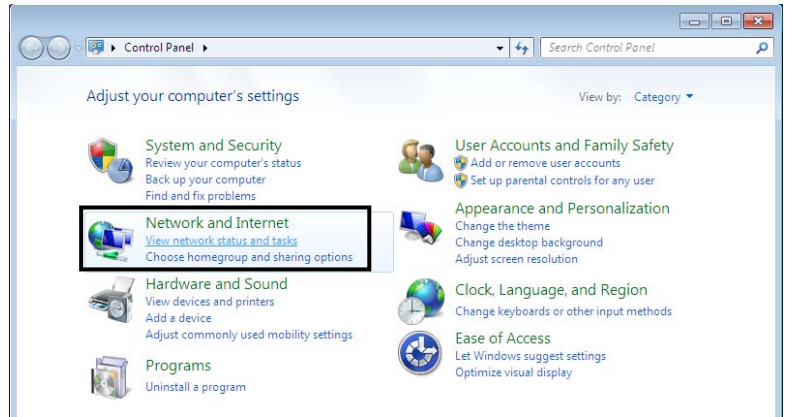 Control Panel
Search Control Panel
Adjust your computer's settings
View by: Category
System and Security
Review your computer's status
Back up your computer
Find and fix problems
Network and Internet
View network status and tasks
Choose homegroup and sharing options
Hardware and Sound
View devices and printers
Add a device
Adjust commonly used mobility settings
Programs
Uninstall a program
User Accounts and Family Safety
Add or remove user accounts
Set up parental controls for any user
Appearance and Personalization
Change the theme
Change desktop background
Adjust screen resolution
Clock, Language, and Region
Change keyboards or other input methods
Ease of Access
Let Windows suggest settings
Optimize visual display